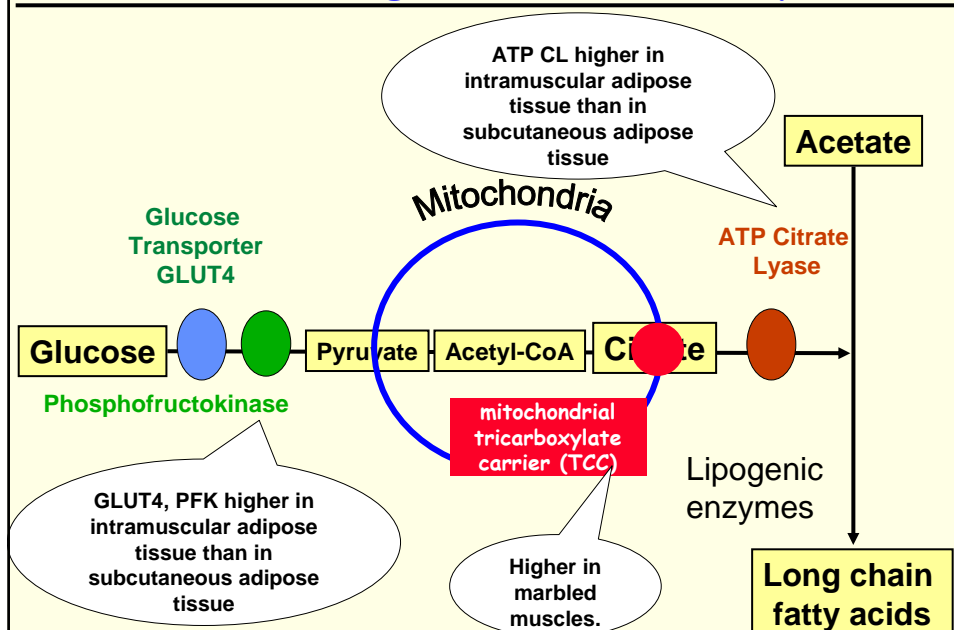 ATP CL higher in
intramuscular adipose
tissue than in
subcutaneous adipose
tissue
Acetate
Mitochondria
Glucose
Transporter
GLUT4
ATP Citrate
Lyase
Glucose
Pyruvate
Acetyl-CoA
Phosphofructokinase
mitochondrial
tricarboxylate
carrier (TCC)
GLUT4, PFK higher in
intramuscular adipose
tissue than in
subcutaneous adipose
tissue
Higher in
marbled
muscles.
Lipogenic
enzymes
Long chain
fatty acids